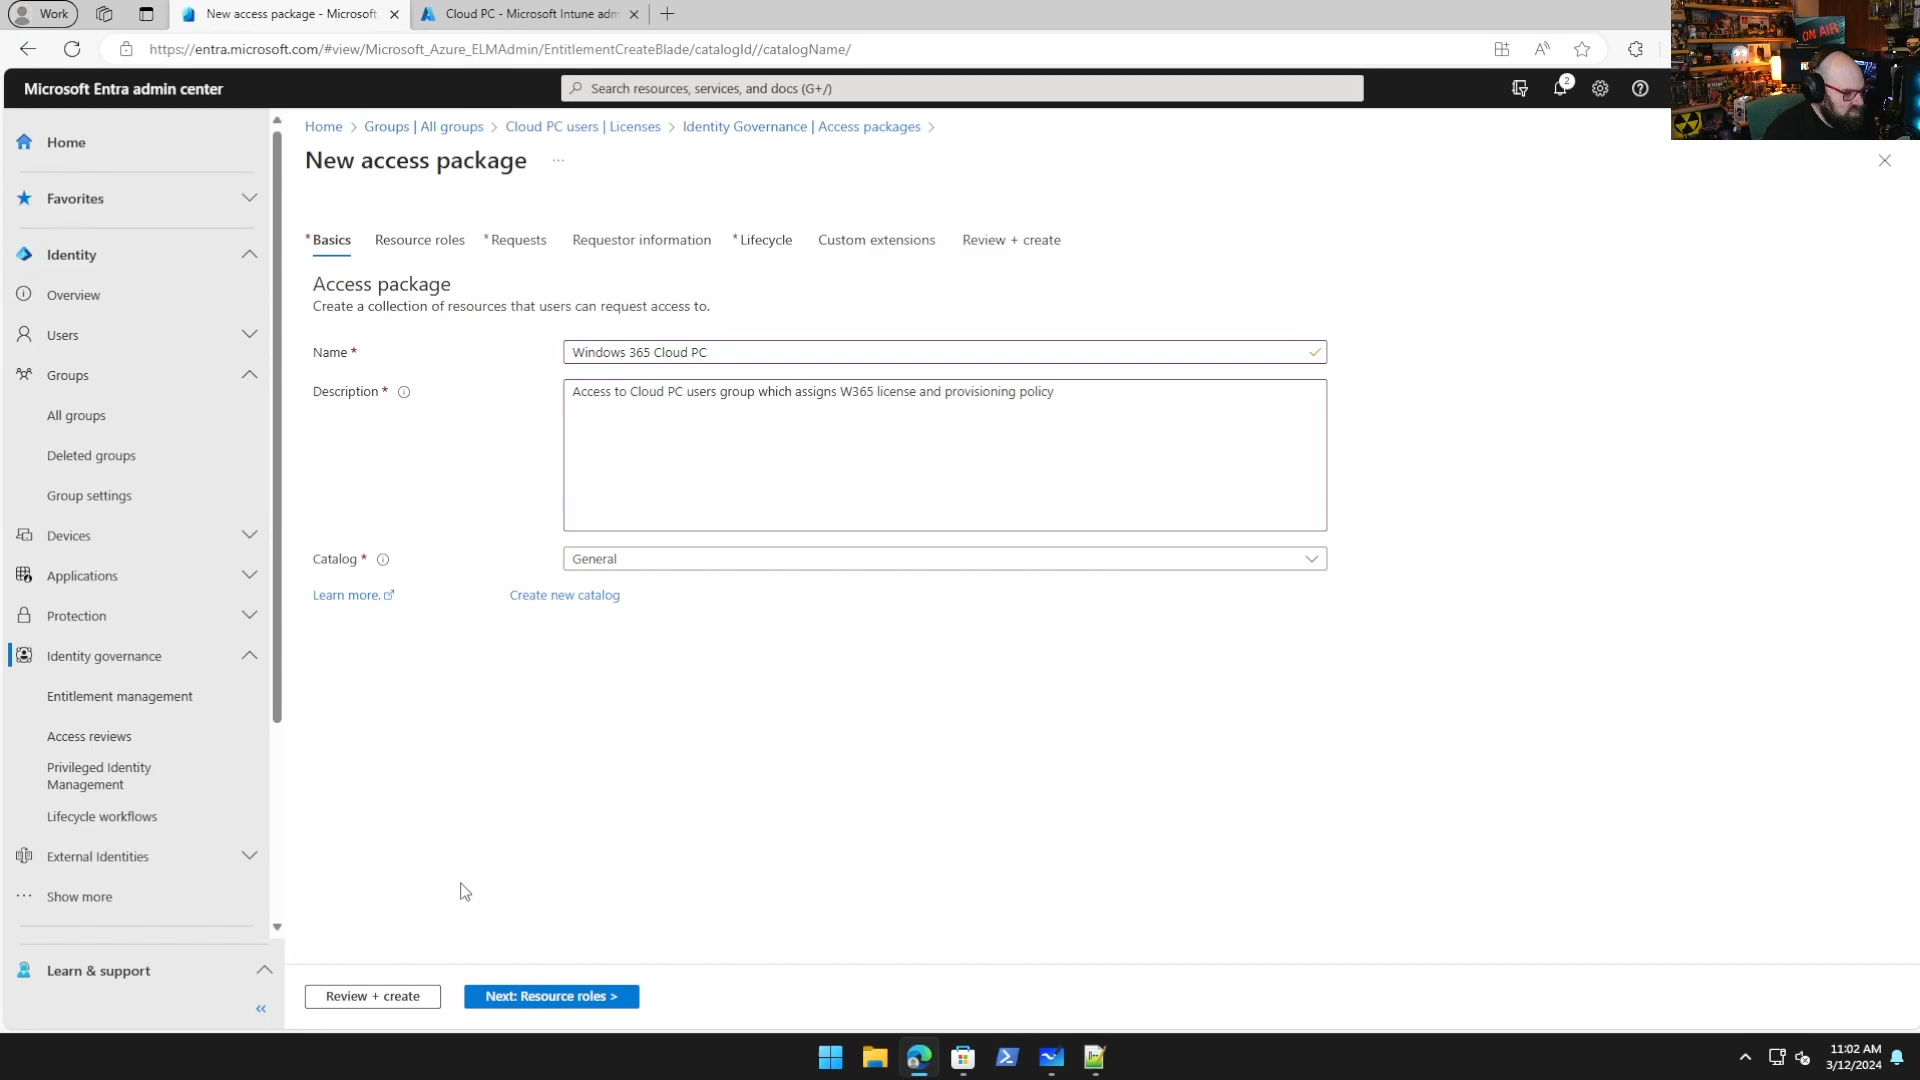 Work
New access package - Microsoft
Cloud PC - Microsoft Intune adm
https://entra.microsoft.com/#view/Microsoft_Azure_ELMAdmin/EntitlementCreateBlade/catalogId//catalogName/
ON AIR
Microsoft Entra admin center
Search resources, services, and docs (G+/)
2
Home
Favorites
Identity
Overview
Users
Groups
All groups
Deleted groups
Group settings
Devices
Applications
Protection
Identity governance
Entitlement management
Access reviews
Privileged Identity
Management
Lifecycle workflows
External Identities
Show more
Learn & support
Home > Groups | All groups > Cloud PC users | Licenses > Identity Governance | Access packages >
New access package ...
* Basics Resource roles * Requests Requestor information * Lifecycle Custom extensions Review + create
Access package
Create a collection of resources that users can request access to.
Name * Windows 365 Cloud PC
Description * Access to Cloud PC users group which assigns W365 license and provisioning policy
Catalog * General
Learn more. Create new catalog
Review + create Next: Resource roles >
11:02 AM
3/12/2024